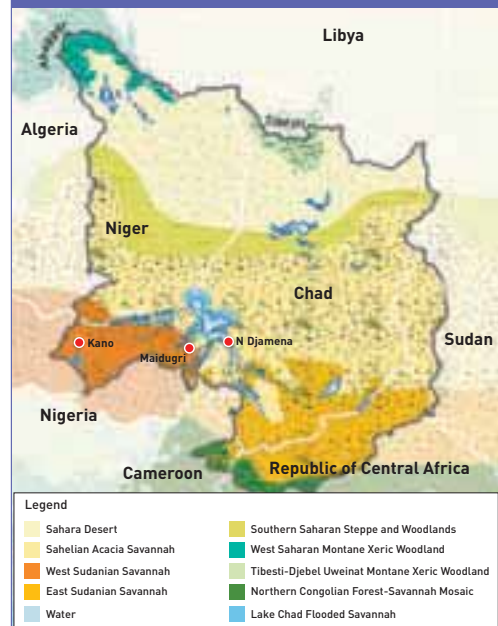 Libya
Ahaggar
Algeria
Tibesti
Niger
Chad
Sudan
Kano
N Djamena
Maidugri
Nigeria
Cameroon
Republic of Central Africa
Legend
Sahara Desert
Sahelian Acacia Savannah
West Sudanian Savannah
East Sudanian Savannah
Water
Southern Saharan Steppe and Woodlands
West Saharan Montane Xeric Woodland
Tibesti-Djebel Uweinat Montane Xeric Woodland
Northern Congolian Forest-Savannah Mosaic
Lake Chad Flooded Savannah